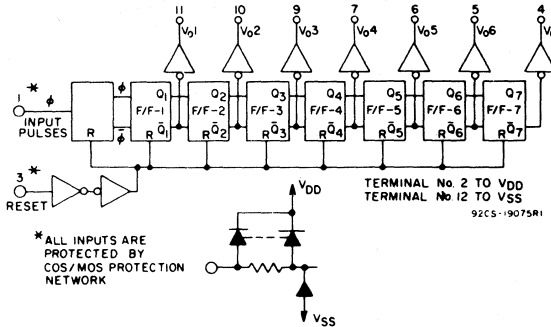 11 10 9 7 6 5 4
Vo1 Vo2 Vo3 Vo4 Vo5 Vo6 Vo
1 * ϕ ϕ Q1 Q2 Q3 Q4 Q5 Q6 Q7
INPUT PULSES F/F-1 F/F-2 F/F-3 F/F-4 F/F-5 F/F-6 F/F-7
R ϕ̄ R Q̄1 R Q̄2 R Q̄3 R Q̄4 R Q̄5 R Q̄6 R Q̄7
3 *
RESET
TERMINAL No. 2 TO VDD
TERMINAL No. 12 TO VSS
92CS-19075R1
VDD
*ALL INPUTS ARE
PROTECTED BY
COS/MOS PROTECTION
NETWORK
VSS